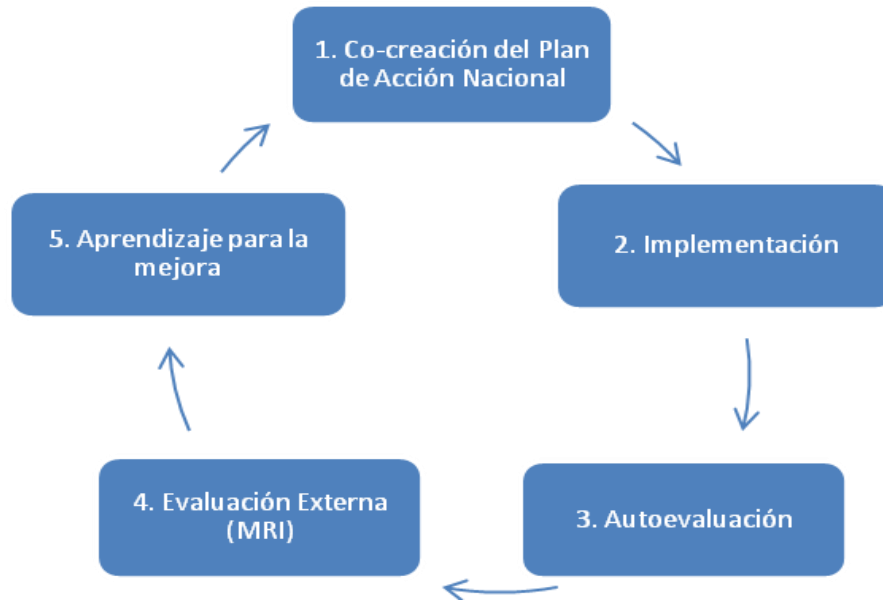 1. Co-creación del Plan
de Acción Nacional
2. Implementación
3. Autoevaluación
4. Evaluación Externa
(MRI)
5. Aprendizaje para la
mejora